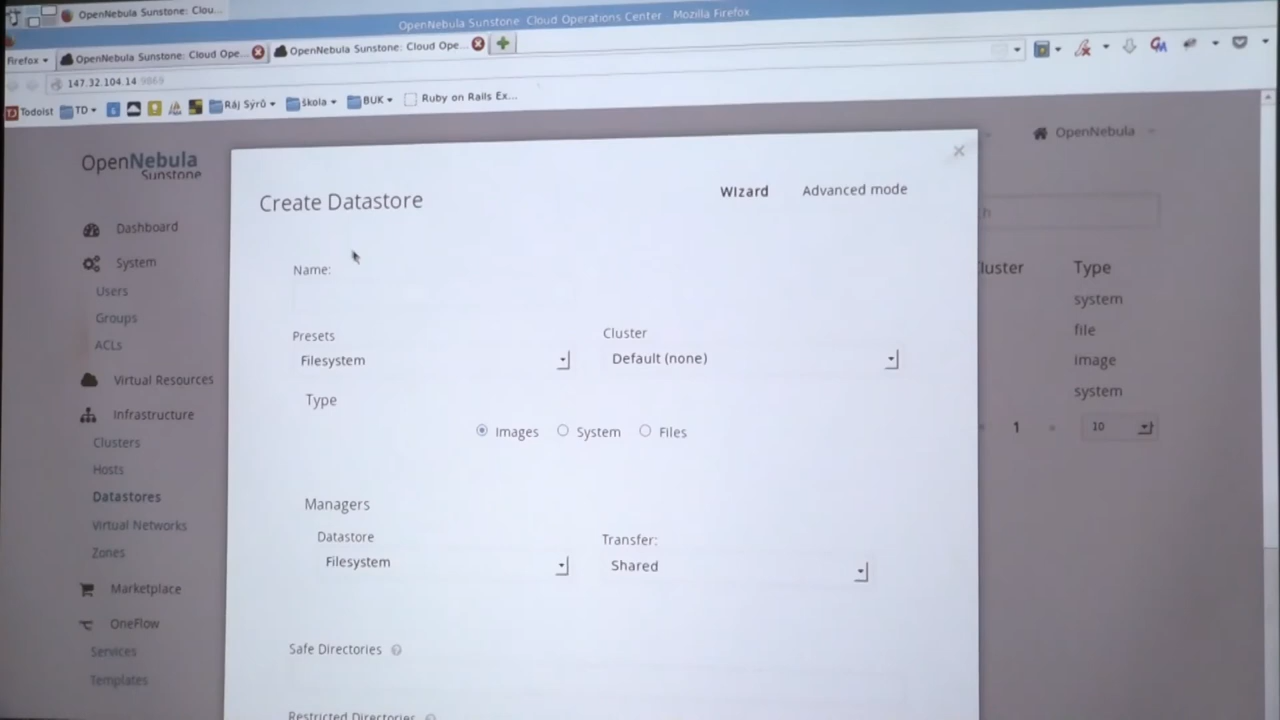 OpenNebula Sunstone: Clou...
OpenNebula Sunstone: Cloud Operations Center - Mozilla Firefox
Firefox
OpenNebula Sunstone: Cloud Ope...
OpenNebula Sunstone: Cloud Ope...
147.32.104.14:9869
Todoist
TD
Ráj Sýrů
škola
BUK
Ruby on Rails Ex...
OpenNebula
Sunstone
OpenNebula
Dashboard
System
Users
Groups
ACLs
Virtual Resources
Infrastructure
Clusters
Hosts
Datastores
Virtual Networks
Zones
Marketplace
OneFlow
Services
Templates
Create Datastore
Wizard
Advanced mode
Name:
Presets
Cluster
Filesystem
Default (none)
Type
Images
System
Files
Managers
Datastore
Transfer:
Filesystem
Shared
Safe Directories
Restricted Directories
Type
system
file
image
system
1
10